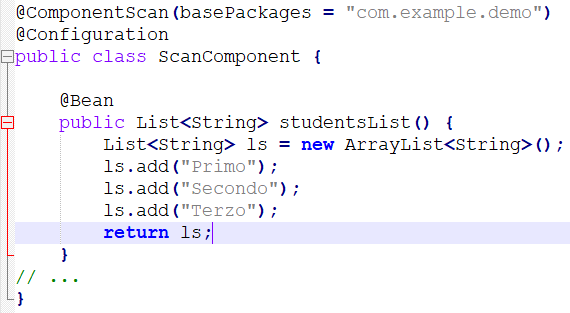 @ComponentScan(basePackages = "com.example.demo")
@Configuration
public class ScanComponent {
@Bean
public List<String> studentsList() {
List<String> ls = new ArrayList<String>();
ls.add("Primo");
ls.add("Secondo");
ls.add("Terzo");
return ls;
}
// ...
}